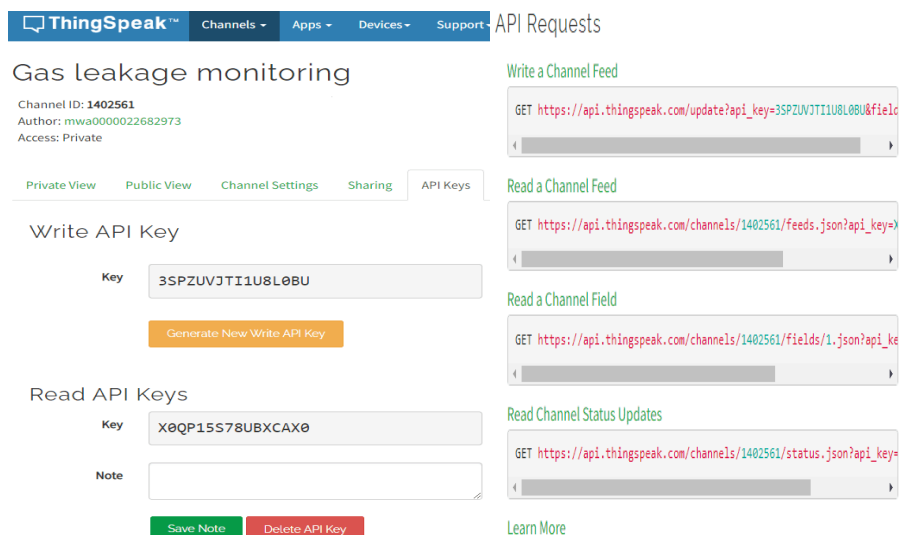 ThingSpeak™ Channels Apps Devices Support
Gas leakage monitoring
Channel ID: 1402561
Author: mwa0000022682973
Access: Private
Private View Public View Channel Settings Sharing API Keys
Write API Key
Key 3SPZUVJTI1U8L0BU
Generate New Write API Key
Read API Keys
Key X0QP15S78UBXCAX0
Note
Save Note Delete API Key
API Requests
Write a Channel Feed
GET https://api.thingspeak.com/update?api_key=3SPZUVJTI1U8L0BU&field
Read a Channel Feed
GET https://api.thingspeak.com/channels/1402561/feeds.json?api_key=X
Read a Channel Field
GET https://api.thingspeak.com/channels/1402561/fields/1.json?api_ke
Read Channel Status Updates
GET https://api.thingspeak.com/channels/1402561/status.json?api_key=
Learn More